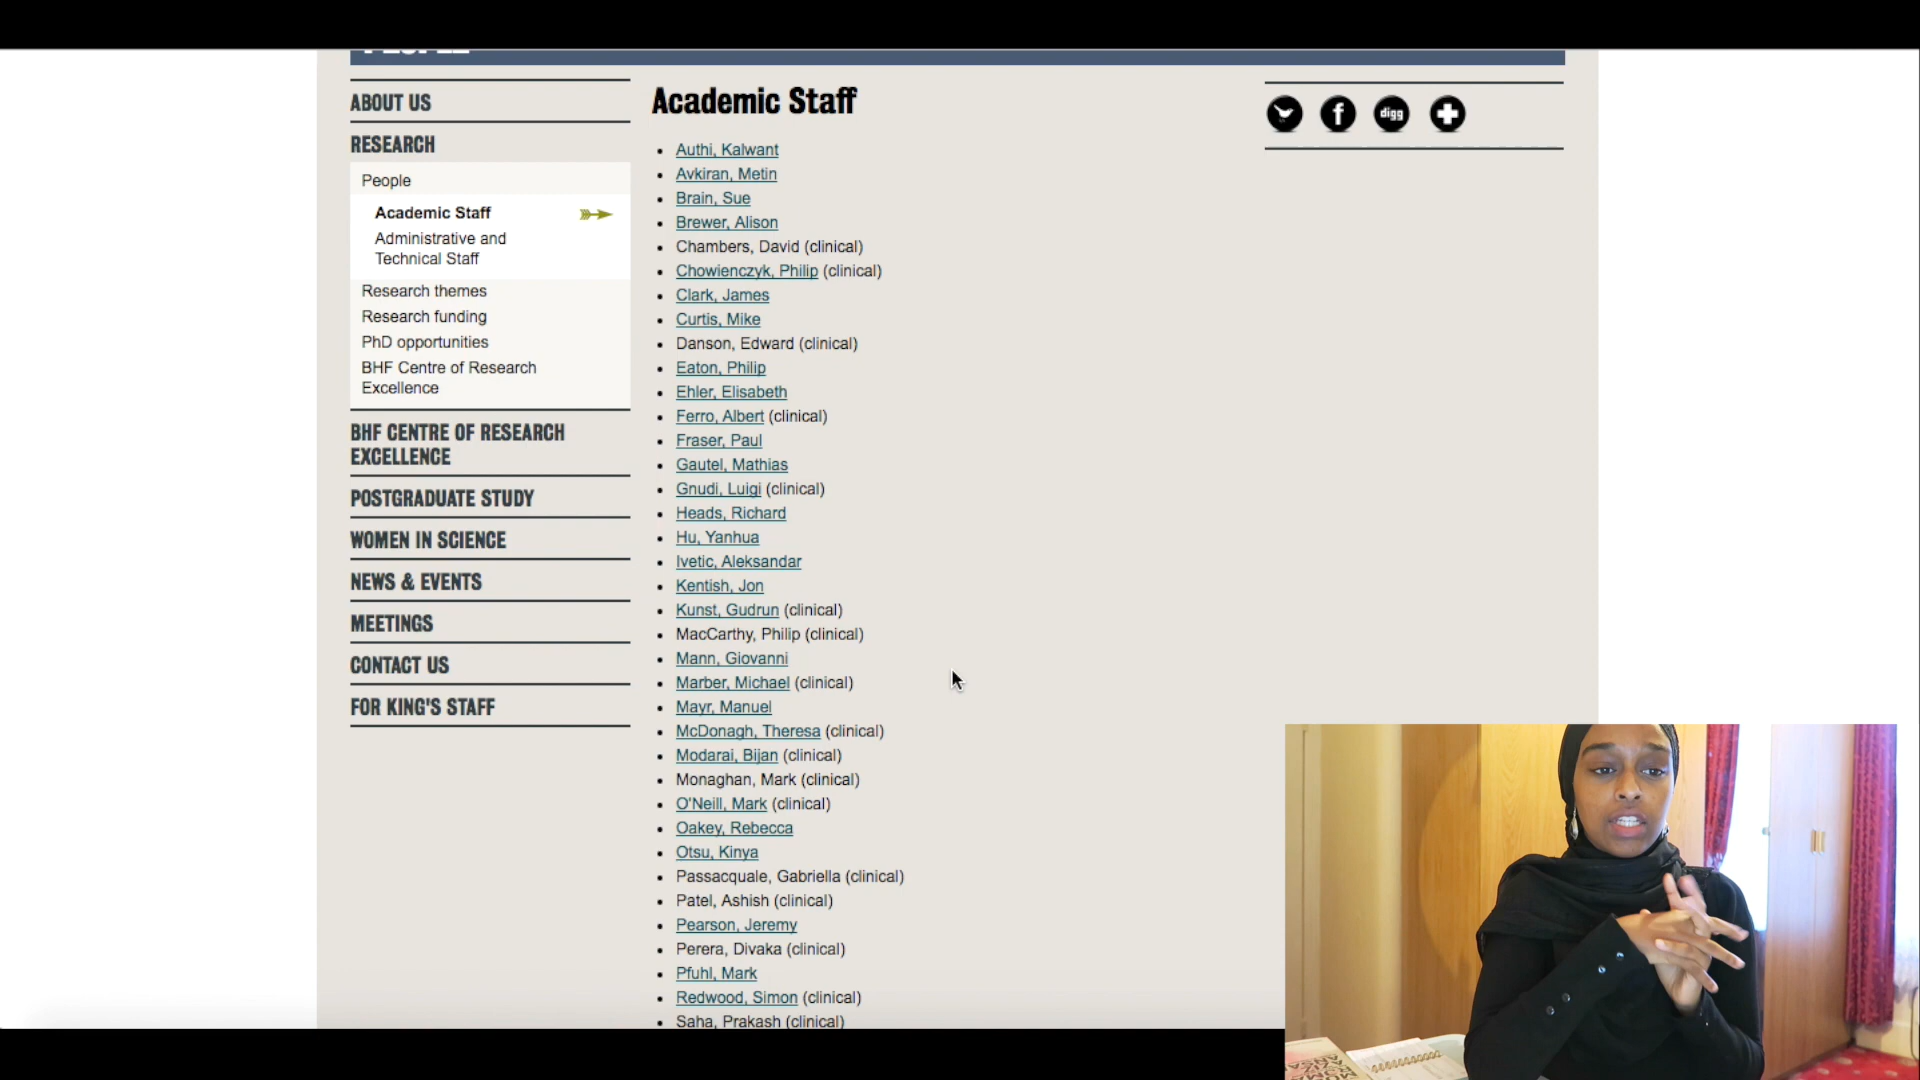 ABOUT US
RESEARCH
People
Academic Staff
Administrative and
Technical Staff
Research themes
Research funding
PhD opportunities
BHF Centre of Research
Excellence
BHF CENTRE OF RESEARCH
EXCELLENCE
POSTGRADUATE STUDY
WOMEN IN SCIENCE
NEWS & EVENTS
MEETINGS
CONTACT US
FOR KING'S STAFF
Academic Staff
Authi, Kalwant
Avkiran, Metin
Brain, Sue
Brewer, Alison
Chambers, David (clinical)
Chowienczyk, Philip (clinical)
Clark, James
Curtis, Mike
Danson, Edward (clinical)
Eaton, Philip
Ehler, Elisabeth
Ferro, Albert (clinical)
Fraser, Paul
Gautel, Mathias
Gnudi, Luigi (clinical)
Heads, Richard
Hu, Yanhua
Ivetic, Aleksandar
Kentish, Jon
Kunst, Gudrun (clinical)
MacCarthy, Philip (clinical)
Mann, Giovanni
Marber, Michael (clinical)
Mayr, Manuel
McDonagh, Theresa (clinical)
Modarai, Bijan (clinical)
Monaghan, Mark (clinical)
O'Neill, Mark (clinical)
Oakey, Rebecca
Otsu, Kinya
Passacquale, Gabriella (clinical)
Patel, Ashish (clinical)
Pearson, Jeremy
Perera, Divaka (clinical)
Pfuhl, Mark
Redwood, Simon (clinical)
Saha, Prakash (clinical)
digg